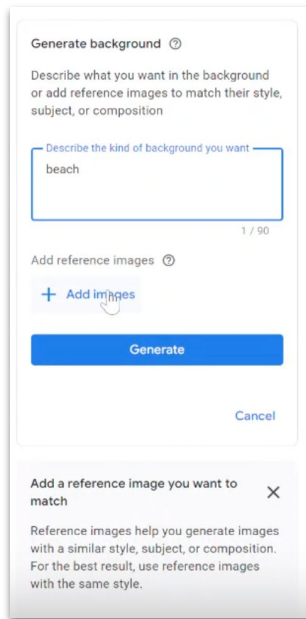 Generate background
Describe what you want in the background
or add reference images to match their style,
subject, or composition
Describe the kind of background you want
beach
1 / 90
Add reference images
+ Add images
Generate
Cancel
Add a reference image you want to
match
Reference images help you generate images
with a similar style, subject, or composition.
For the best result, use reference images
with the same style.